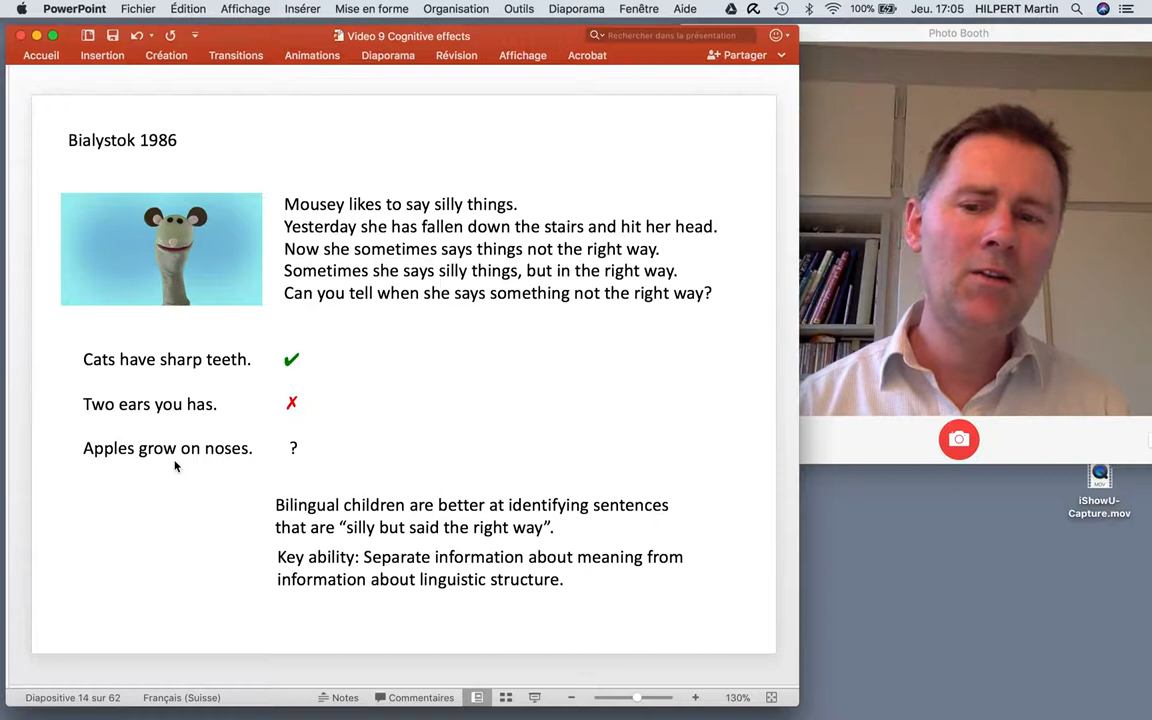 PowerPoint Fichier Édition Affichage Insérer Mise en forme Organisation Outils Diaporama Fenêtre Aide 100% Jeu. 17:05 HILPERT Martin
Video 9 Cognitive effects
Rechercher dans la présentation
Photo Booth
Accueil Insertion Création Transitions Animations Diaporama Révision Affichage Acrobat Partager
Bialystok 1986
Mousey likes to say silly things.
Yesterday she has fallen down the stairs and hit her head.
Now she sometimes says things not the right way.
Sometimes she says silly things, but in the right way.
Can you tell when she says something not the right way?
Cats have sharp teeth. ✔
Two ears you has. ✗
Apples grow on noses. ?
MOV
iShowU-
Capture.mov
Bilingual children are better at identifying sentences
that are “silly but said the right way”.
Key ability: Separate information about meaning from
information about linguistic structure.
Diapositive 14 sur 62 Français (Suisse) Notes Commentaires 130%